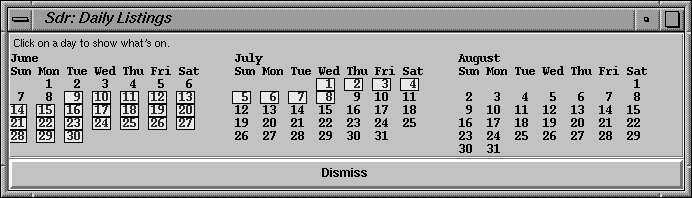 Sdr: Daily Listings
Click on a day to show what's on.
June
Sun Mon Tue Wed Thu Fri Sat
1 2 3 4 5 6
7 8 9 10 11 12 13
14 15 16 17 18 19 20
21 22 23 24 25 26 27
28 29 30
July
Sun Mon Tue Wed Thu Fri Sat
1 2 3 4
5 6 7 8 9 10 11
12 13 14 15 16 17 18
19 20 21 22 23 24 25
26 27 28 29 30 31
August
Sun Mon Tue Wed Thu Fri Sat
1
2 3 4 5 6 7 8
9 10 11 12 13 14 15
16 17 18 19 20 21 22
23 24 25 26 27 28 29
30 31
Dismiss